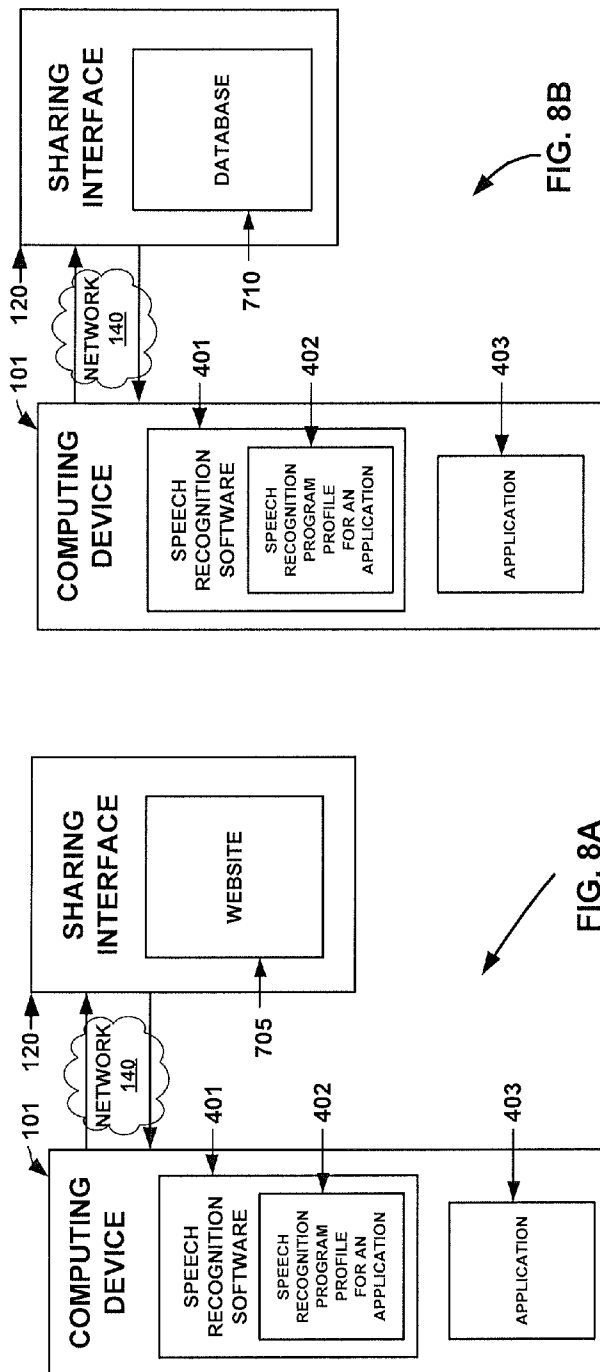 101
120
COMPUTING
DEVICE
NETWORK
140
SHARING
INTERFACE
SPEECH
RECOGNITION
SOFTWARE
401
WEBSITE
SPEECH
RECOGNITION
PROGRAM
PROFILE
FOR AN
APPLICATION
402
705
APPLICATION
403
FIG. 8A
101
120
COMPUTING
DEVICE
NETWORK
140
SHARING
INTERFACE
SPEECH
RECOGNITION
SOFTWARE
401
DATABASE
SPEECH
RECOGNITION
PROGRAM
PROFILE
FOR AN
APPLICATION
402
710
APPLICATION
403
FIG. 8B